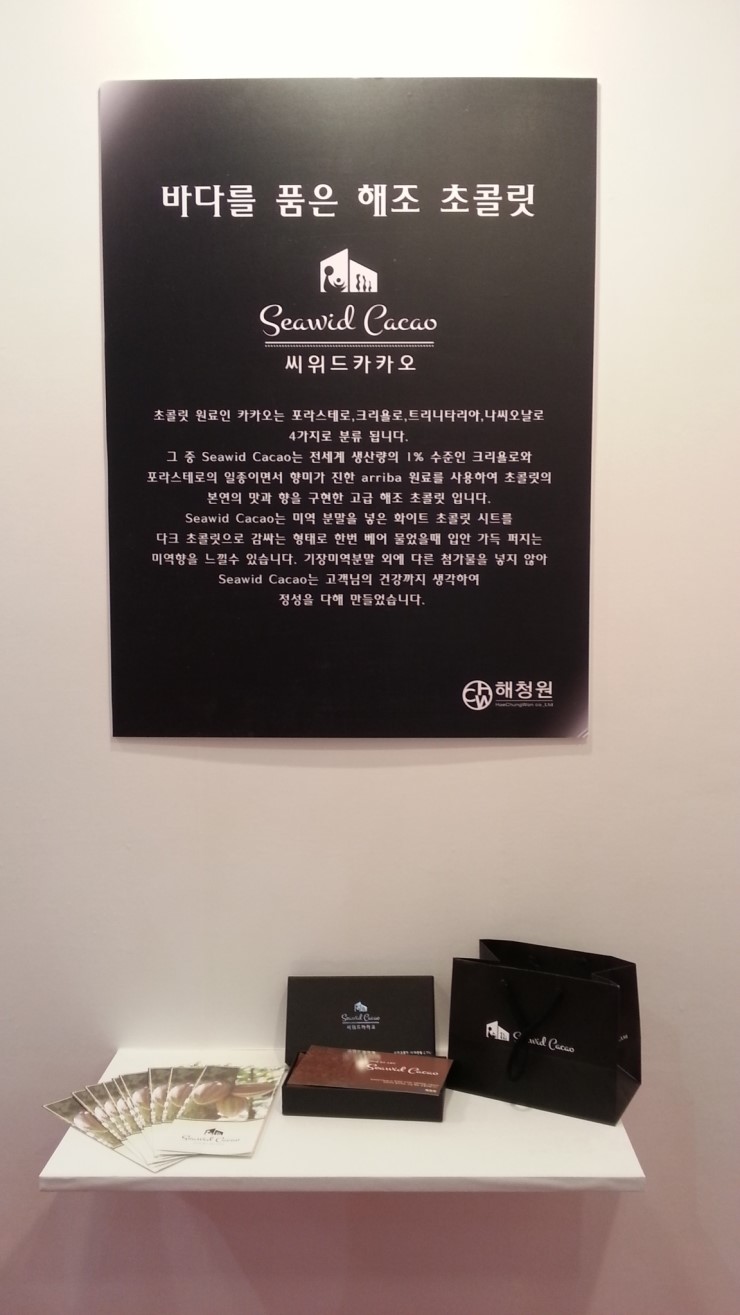 바다를 품은 해조 초콜릿
Seawid Cacao
씨위드카카오
초콜릿 원료인 카카오는 포라스테로,크리욜로,트리니타리아,나씨오날로
4가지로 분류 됩니다.
그 중 Seawid Cacao는 전세계 생산량의 1% 수준인 크리욜로와
포라스테로의 일종이면서 향미가 진한 arriba 원료를 사용하여 초콜릿의
본연의 맛과 향을 구현한 고급 해조 초콜릿 입니다.
Seawid Cacao는 미역 분말을 넣은 화이트 초콜릿 시트를
다크 초콜릿으로 감싸는 형태로 한번 베어 물었을때 입안 가득 퍼지는
미역향을 느낄수 있습니다. 기장미역분말 외에 다른 첨가물을 넣지 않아
Seawid Cacao는 고객님의 건강까지 생각하여
정성을 다해 만들었습니다.
해청원
HaeChungWon co.,Ltd
Seawid Cacao
씨위드카카오
Seawid Cacao
Seawid Cacao
Seawid Cacao